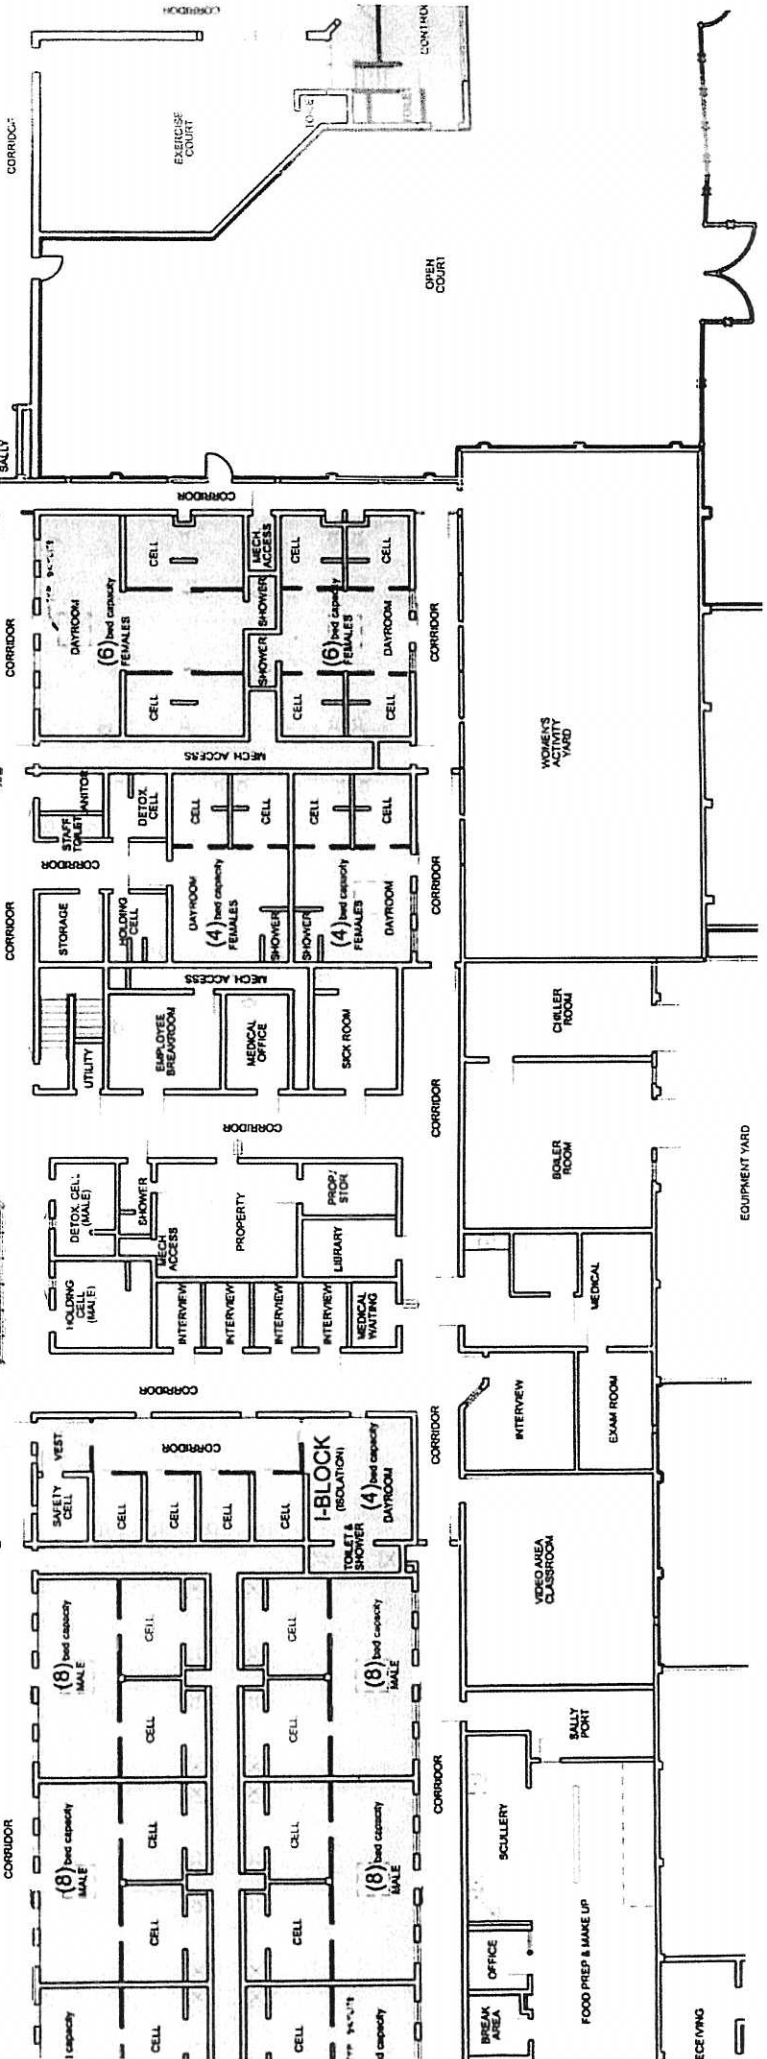 CORRIDOR
CORRIDOR
EXERCISE
COURT
CONTRO
OPEN
COURT
SALLY
CORRIDOR
CORRIDOR
DAYROOM
(6) bed capacity
FEMALES
CELL
CELL
MECH.
ACCESS
SHOWER
SHOWER
CELL
CELL
(6) bed capacity
FEMALES
DAYROOM
CELL
CELL
CORRIDOR
WOMEN'S
ACTIVITY
YARD
MECH ACCESS
STAFF
TOILET
JANITOR
DETOX.
CELL
CELL
CELL
CELL
CELL
CORRIDOR
CORRIDOR
STORAGE
HOLDING
CELL
DAYROOM
(4) bed capacity
FEMALES
SHOWER
SHOWER
(4) bed capacity
FEMALES
DAYROOM
CORRIDOR
MECH ACCESS
UTILITY
EMPLOYEE
BREAKROOM
MEDICAL
OFFICE
SICK ROOM
CHILLER
ROOM
CORRIDOR
CORRIDOR
BOILER
ROOM
EQUIPMENT YARD
DETOX. CELL
(MALE)
SHOWER
MECH
ACCESS
PROPERTY
PROP/
STOR
LIBRARY
HOLDING
CELL
(MALE)
INTERVIEW
INTERVIEW
INTERVIEW
INTERVIEW
MEDICAL
WAITING
MEDICAL
CORRIDOR
CORRIDOR
INTERVIEW
EXAM ROOM
VEST.
SAFETY
CELL
CORRIDOR
CELL
CELL
CELL
CELL
I-BLOCK
(ISOLATION)
(4) bed capacity
DAYROOM
TOILET &
SHOWER
VIDEO AREA
CLASSROOM
(8) bed capacity
MALE
CELL
CELL
CELL
CELL
(8) bed capacity
MALE
SALLY
PORT
CORRIDOR
CORRIDOR
(8) bed capacity
MALE
CELL
CELL
CELL
CELL
(8) bed capacity
MALE
SCULLERY
OFFICE
FOOD PREP & MAKE UP
d capacity
CELL
CELL
d capacity
BREAK
AREA
ECEIVING